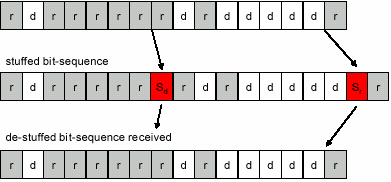 r d r r r r r r d r d d d d d r
stuffed bit-sequence
r d r r r r r Sd r d r d d d d d Sr r
de-stuffed bit-sequence received
r d r r r r r r d r d d d d d r